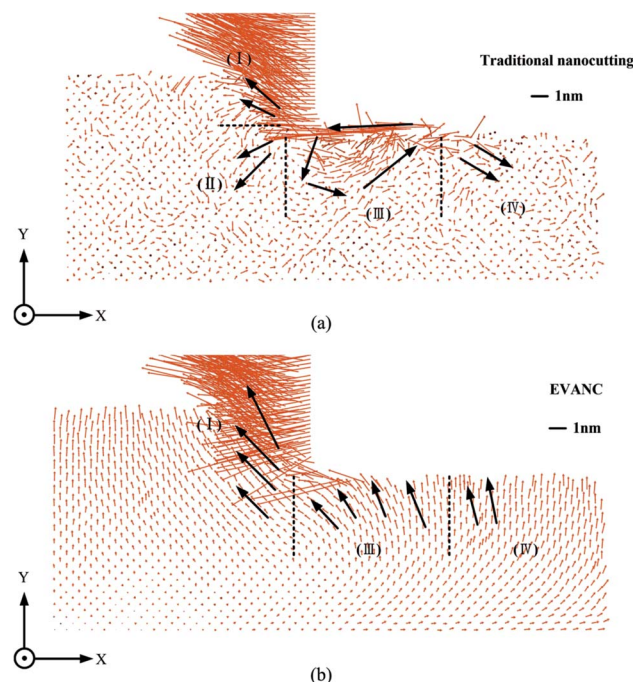 (Ⅰ)
Traditional nanocutting
1nm
(Ⅱ)
(Ⅲ)
(Ⅳ)
Y
X
(a)
EVANC
(Ⅰ)
1nm
(Ⅲ)
(Ⅳ)
Y
X
(b)